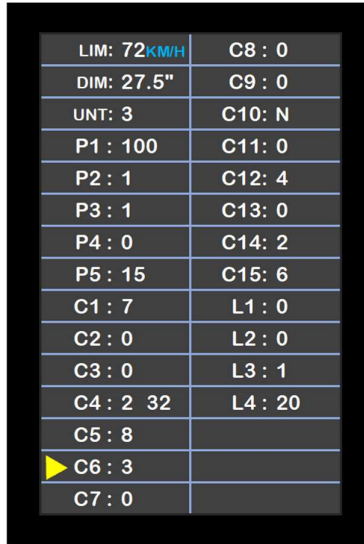 LIM: 72KM/H
DIM: 27.5"
UNT: 3
P1 : 100
P2 : 1
P3 : 1
P4 : 0
P5 : 15
C1 : 7
C2 : 0
C3 : 0
C4 : 2 32
C5 : 8
C6 : 3
C7 : 0
C8 : 0
C9 : 0
C10: N
C11: 0
C12: 4
C13: 0
C14: 2
C15: 6
L1 : 0
L2 : 0
L3 : 1
L4 : 20